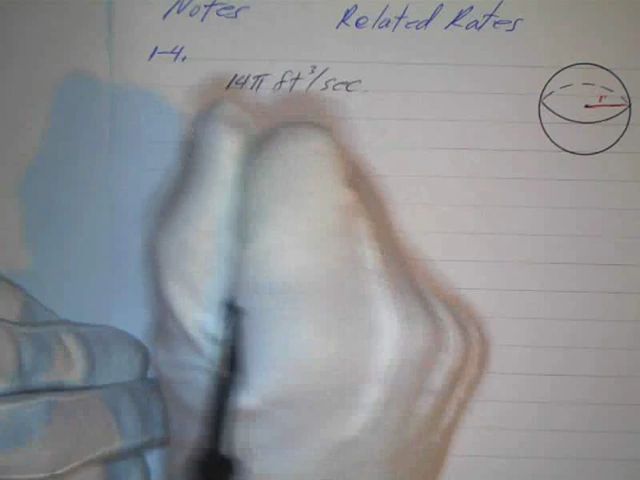 Notes Related Rates
1-4.
14π ft³/sec.
r